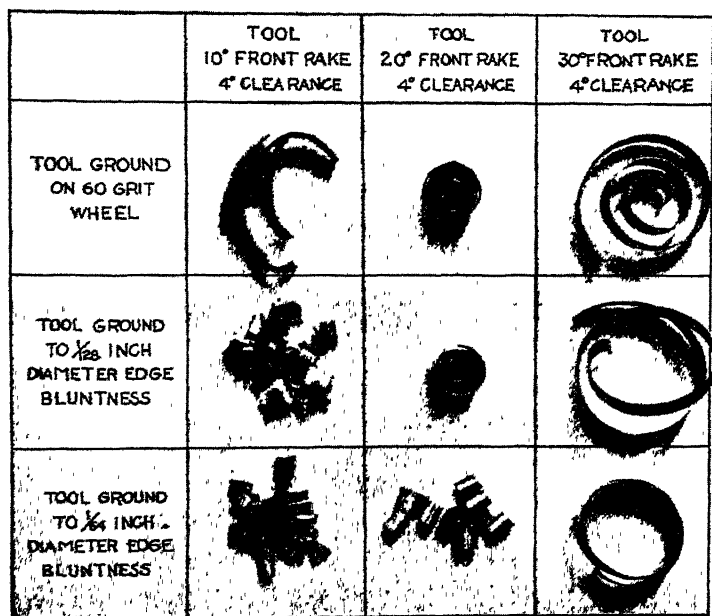 TOOL
10° FRONT RAKE
4° CLEARANCE
TOOL
20° FRONT RAKE
4° CLEARANCE
TOOL
30° FRONT RAKE
4° CLEARANCE
TOOL GROUND
ON 60 GRIT
WHEEL
TOOL GROUND
TO 1/28 INCH
DIAMETER EDGE
BLUNTNESS
TOOL GROUND
TO 1/64 INCH
DIAMETER EDGE
BLUNTNESS